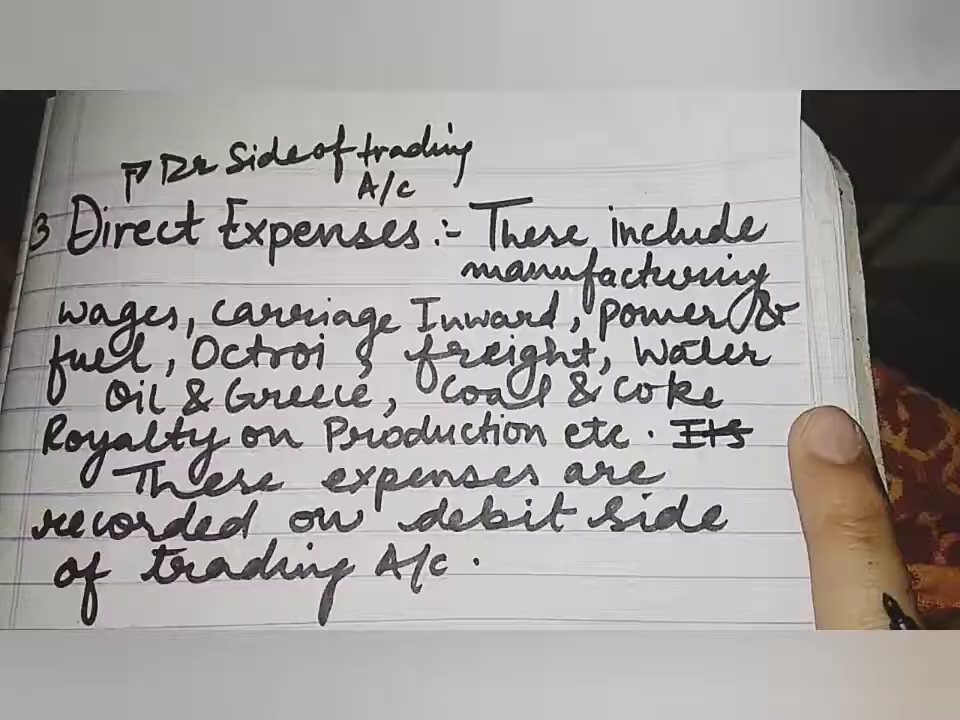 → Dr Side of trading
A/c
3 Direct Expenses :- These include
manufacturing
wages, carriage Inward, power &
fuel, Octroi, freight, Water
Oil & Greece, Coal & Coke
Royalty on Production etc. Its
These expenses are
recorded on debit side
of trading A/c.